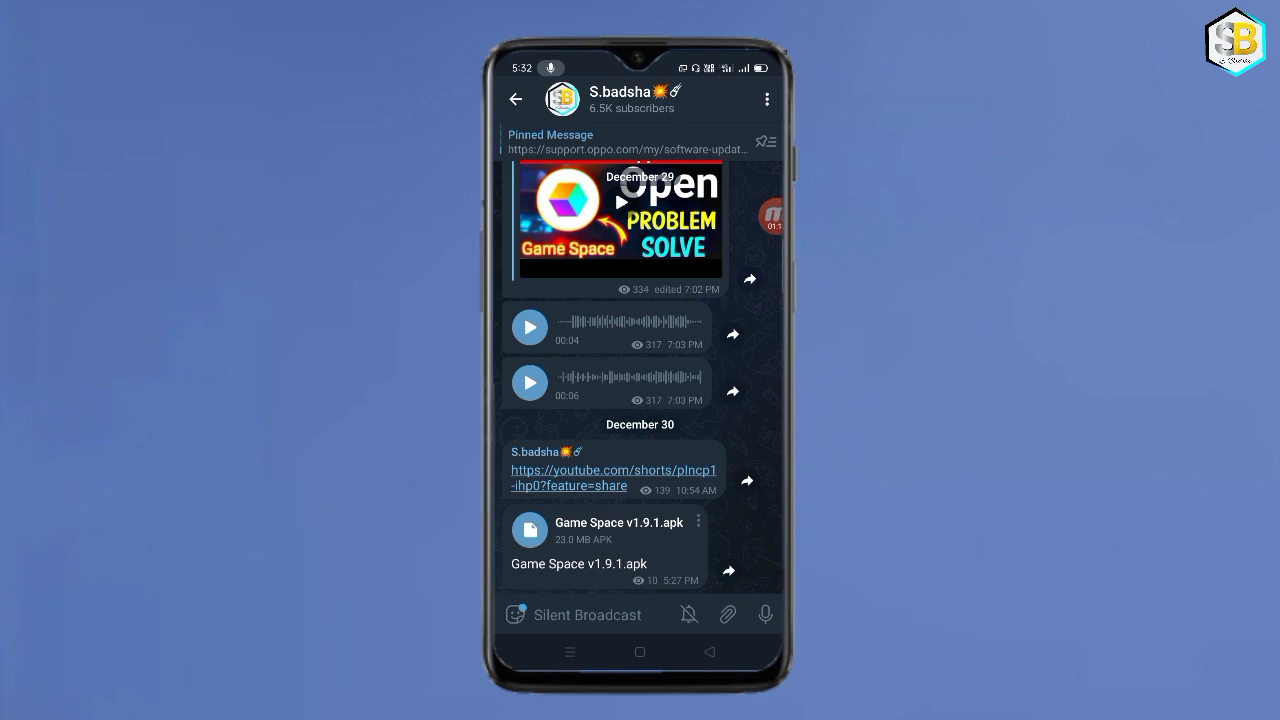 SB
5:32
S.badsha💥☄
6.5K subscribers
Pinned Message
https://support.oppo.com/my/software-updat...
December 29
Open
PROBLEM
SOLVE
Game Space
334 edited 7:02 PM
01:1
00:04
317 7:03 PM
00:06
317 7:03 PM
December 30
S.badsha💥☄
https://youtube.com/shorts/plncp1
-ihp0?feature=share
139 10:54 AM
Game Space v1.9.1.apk
23.0 MB APK
Game Space v1.9.1.apk
10 5:27 PM
Silent Broadcast